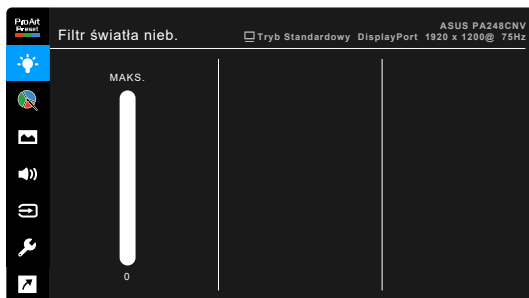 ProArt
Preset
Filtr światła nieb.
ASUS PA248CNV
Tryb Standardowy DisplayPort 1920 x 1200@ 75Hz
MAKS.
0